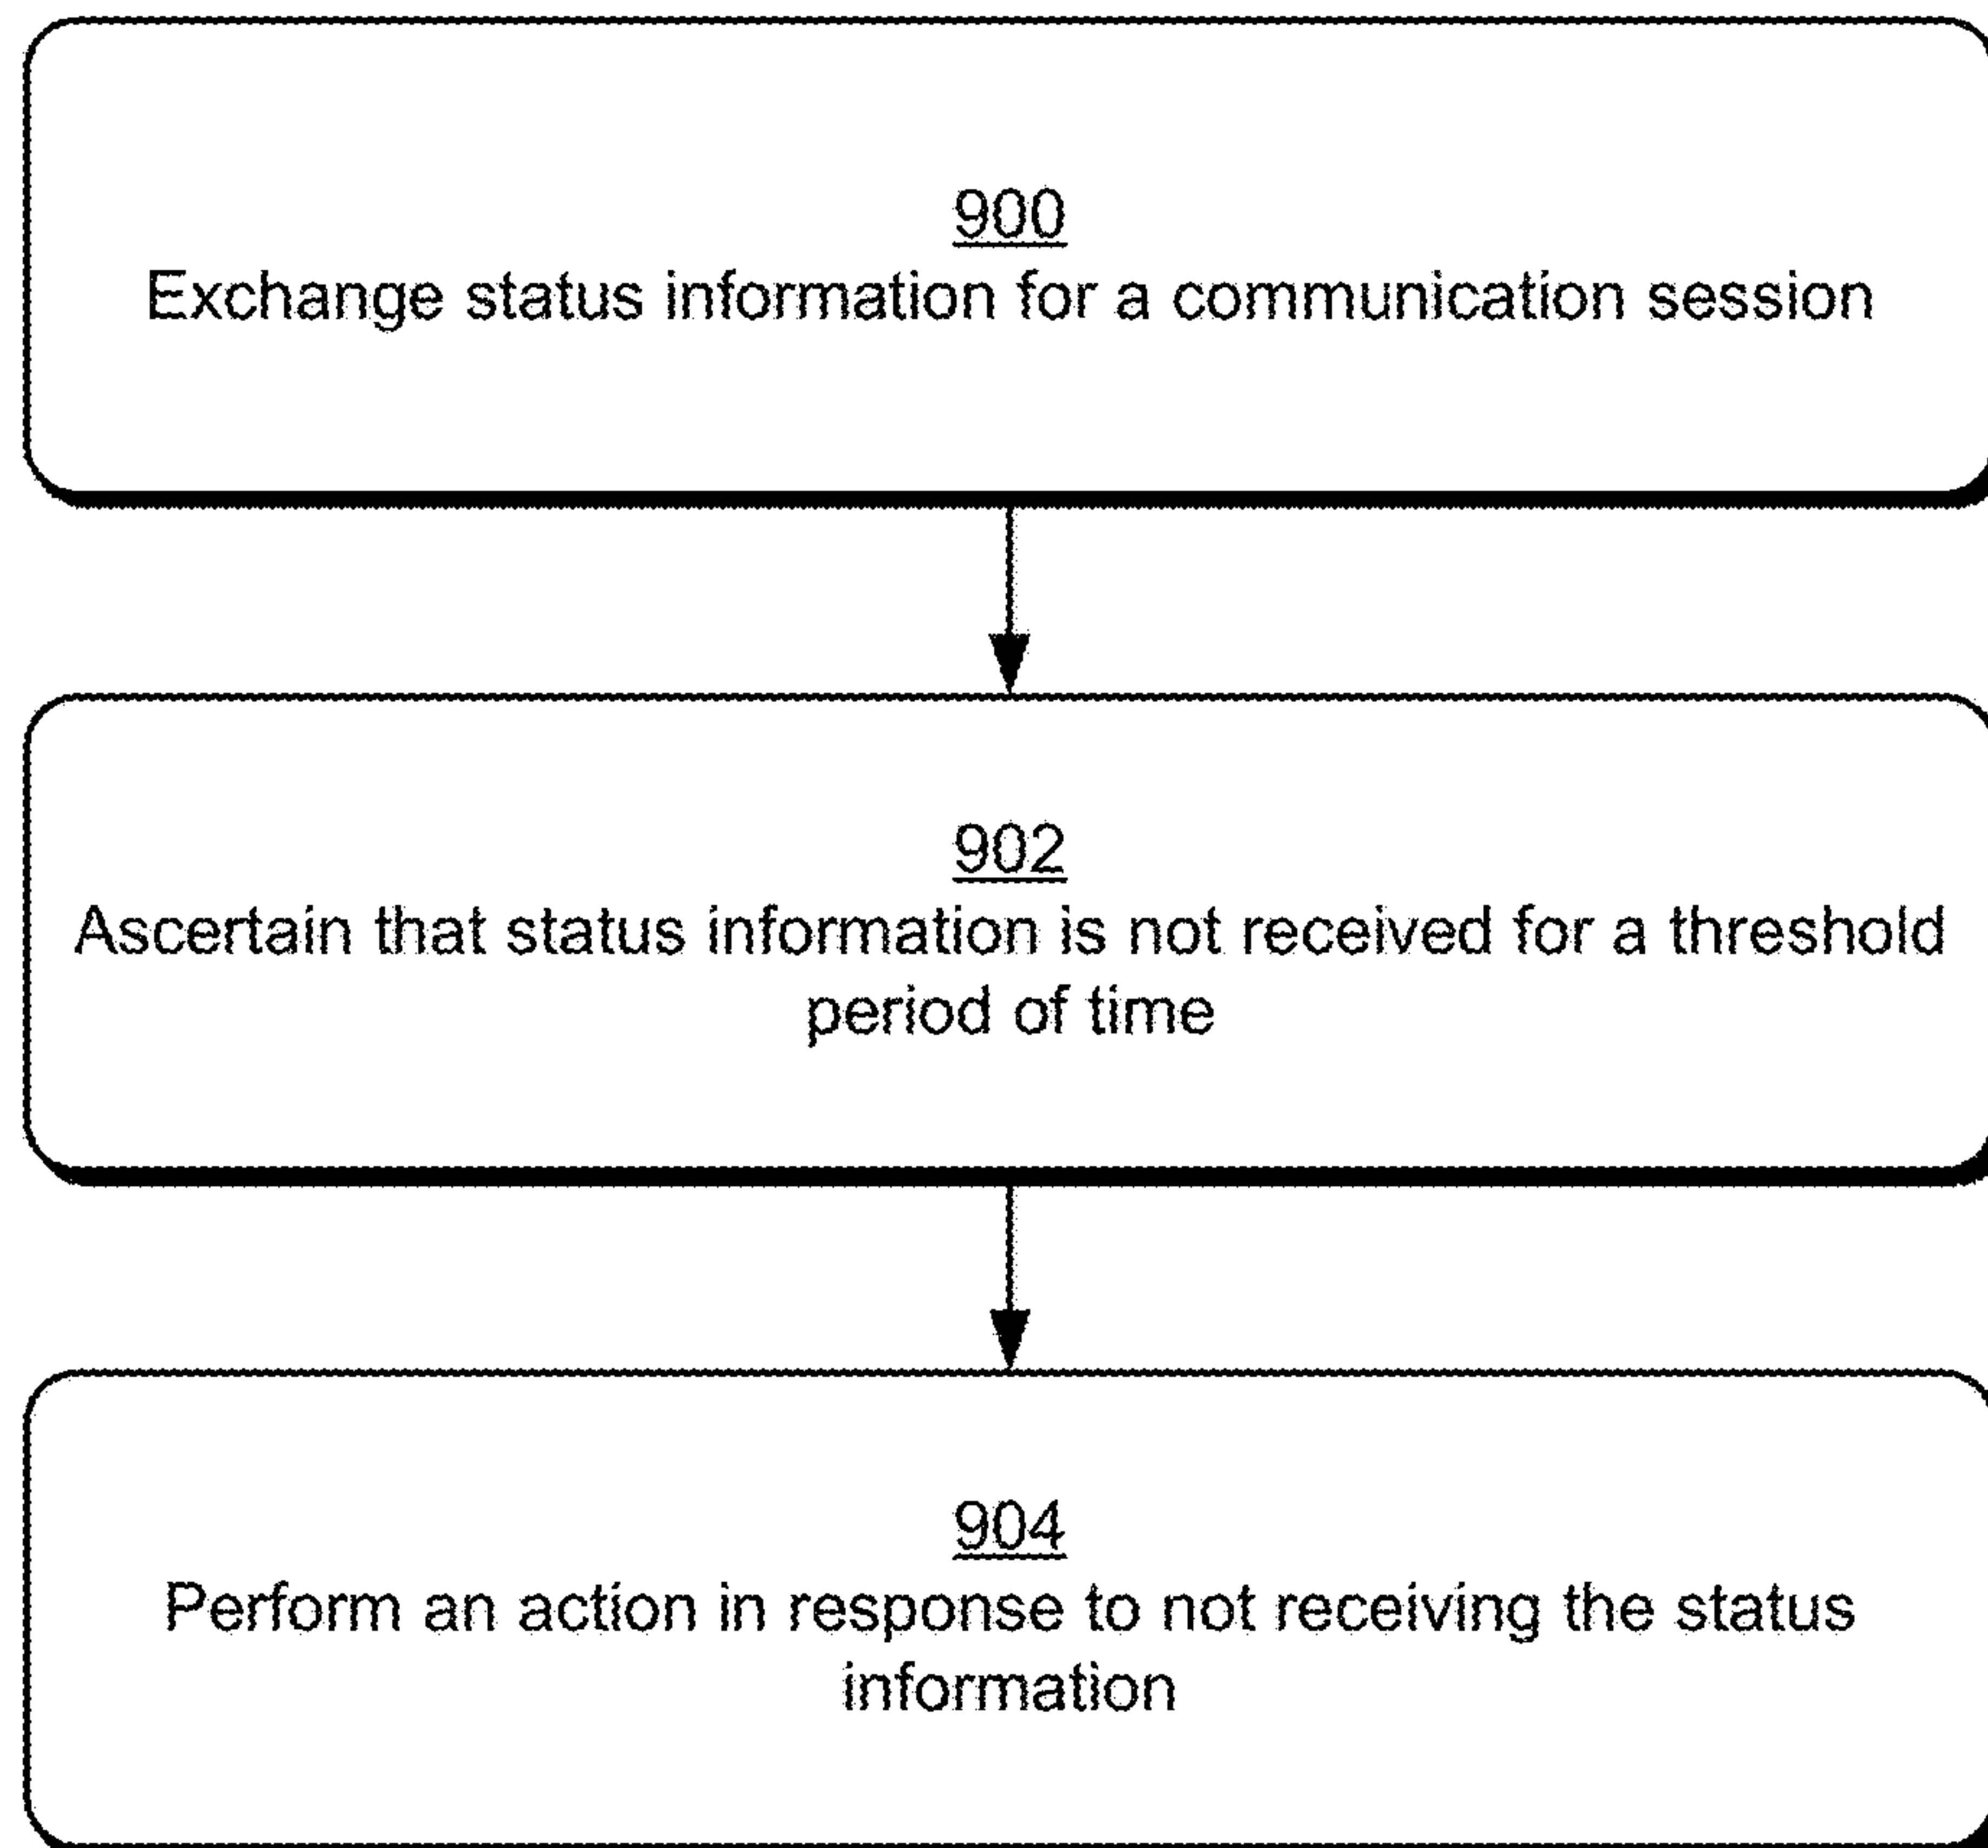 900
Exchange status information for a communication session
902
Ascertain that status information is not received for a threshold
period of time
904
Perform an action in response to not receiving the status
information